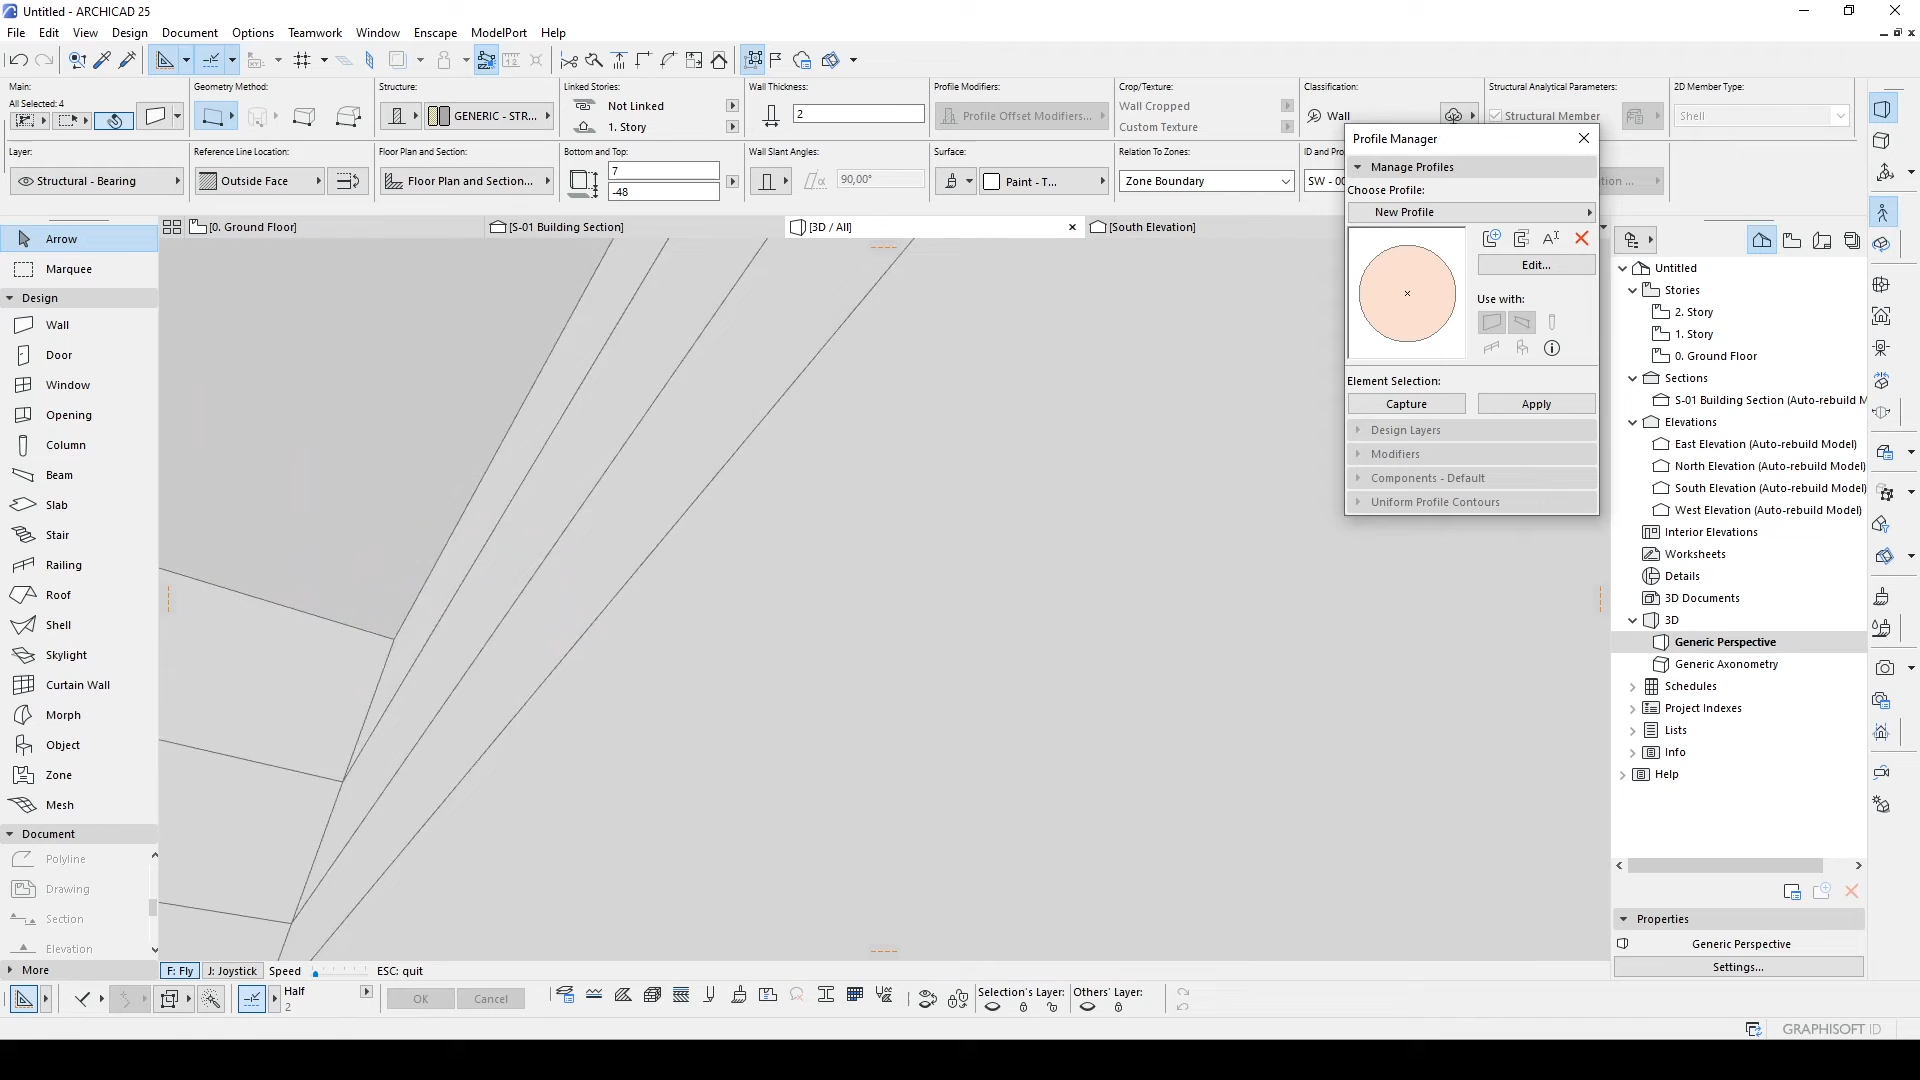 Untitled - ARCHICAD 25
File Edit View Design Document Options Teamwork Window Enscape ModelPort Help
Main:
All Selected: 4
Geometry Method:
Structure:
GENERIC - STR...
Linked Stories:
Not Linked
1. Story
Wall Thickness:
2
Profile Modifiers:
Profile Offset Modifiers...
Crop/Texture:
Wall Cropped
Custom Texture
Classification:
Wall
Structural Analytical Parameters:
Structural Member
2D Member Type:
Shell
Layer:
Structural - Bearing
Reference Line Location:
Outside Face
Floor Plan and Section:
Floor Plan and Section...
Bottom and Top:
7
-48
Wall Slant Angles:
90,00°
Surface:
Paint - T...
Relation To Zones:
Zone Boundary
[0. Ground Floor]
[S-01 Building Section]
[3D / All]
[South Elevation]
Arrow
Marquee
Design
Wall
Door
Window
Opening
Column
Beam
Slab
Stair
Railing
Roof
Shell
Skylight
Curtain Wall
Morph
Object
Zone
Mesh
Document
Polyline
Drawing
Section
Elevation
More
Profile Manager
Manage Profiles
Choose Profile:
New Profile
Edit...
Use with:
Element Selection:
Capture
Apply
Design Layers
Modifiers
Components - Default
Uniform Profile Contours
Untitled
Stories
2. Story
1. Story
0. Ground Floor
Sections
S-01 Building Section (Auto-rebuild M
Elevations
East Elevation (Auto-rebuild Model)
North Elevation (Auto-rebuild Model)
South Elevation (Auto-rebuild Model)
West Elevation (Auto-rebuild Model)
Interior Elevations
Worksheets
Details
3D Documents
3D
Generic Perspective
Generic Axonometry
Schedules
Project Indexes
Lists
Info
Help
Properties
Generic Perspective
Settings...
F: Fly J: Joystick Speed ESC: quit
Half
2
OK
Cancel
Selection's Layer:
Others' Layer:
GRAPHISOFT ID